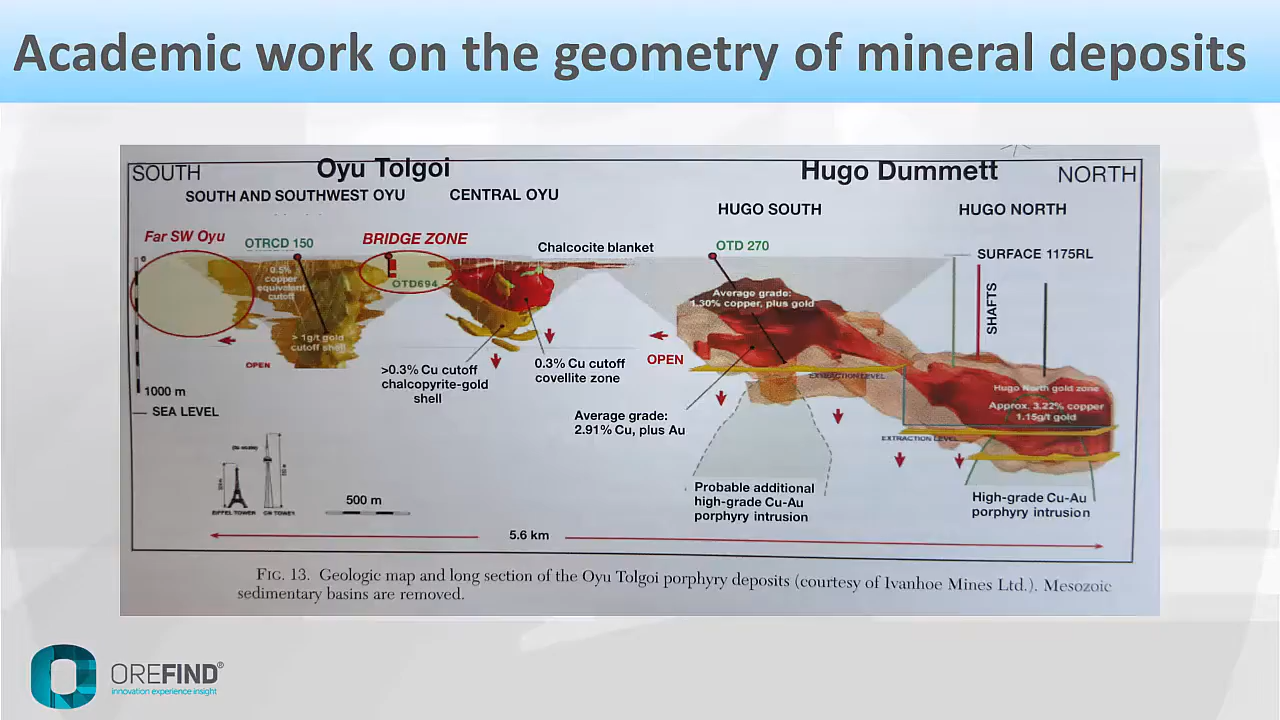 Academic work on the geometry of mineral deposits
SOUTH
Oyu Tolgoi
Hugo Dummett
NORTH
SOUTH AND SOUTHWEST OYU
CENTRAL OYU
HUGO SOUTH
HUGO NORTH
Far SW Oyu
OTRCD 150
BRIDGE ZONE
Chalcocite blanket
OTD 270
SURFACE 1175RL
0
0.5%
copper
equivalent
cutoff
OTD694
Average grade:
1.30% copper, plus gold
SHAFTS
> 1g/t gold
cutoff shell
OPEN
OPEN
>0.3% Cu cutoff
chalcopyrite-gold
shell
0.3% Cu cutoff
covellite zone
EXTRACTION LEVEL
Hugo North gold zone
Approx. 3.22% copper
1.15g/t gold
1000 m
SEA LEVEL
Average grade:
2.91% Cu, plus Au
EXTRACTION LEVEL
500 m
EIFFEL TOWER
CN TOWER
Probable additional
high-grade Cu-Au
porphyry intrusion
High-grade Cu-Au
porphyry intrusion
5.6 km
FIG. 13. Geologic map and long section of the Oyu Tolgoi porphyry deposits (courtesy of Ivanhoe Mines Ltd.). Mesozoic
sedimentary basins are removed.
OREFIND®
innovation experience insight